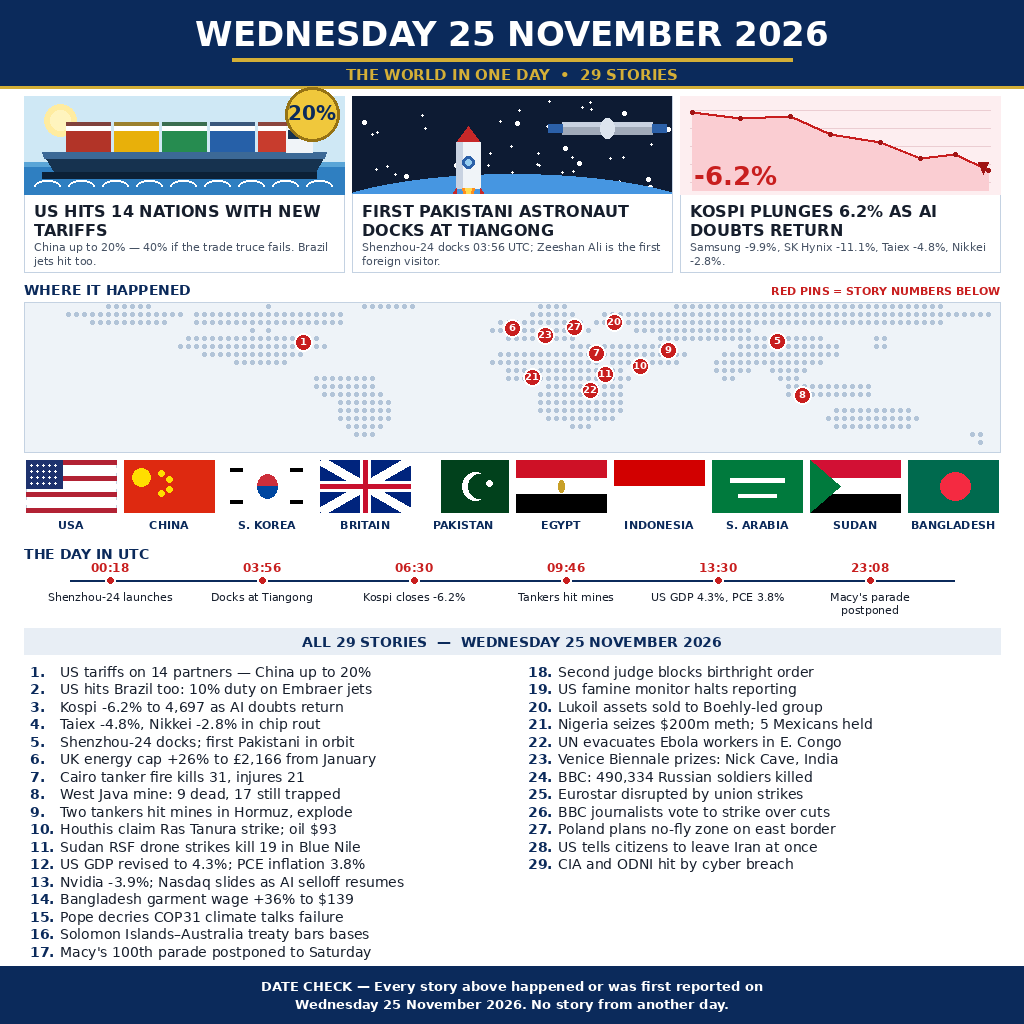 WEDNESDAY 25 NOVEMBER 2026
THE WORLD IN ONE DAY • 29 STORIES
20%
-6.2%
US HITS 14 NATIONS WITH NEW
TARIFFS
China up to 20% — 40% if the trade truce fails. Brazil
jets hit too.
FIRST PAKISTANI ASTRONAUT
DOCKS AT TIANGONG
Shenzhou-24 docks 03:56 UTC; Zeeshan Ali is the first
foreign visitor.
KOSPI PLUNGES 6.2% AS AI
DOUBTS RETURN
Samsung -9.9%, SK Hynix -11.1%, Taiex -4.8%, Nikkei
-2.8%.
WHERE IT HAPPENED
RED PINS = STORY NUMBERS BELOW
20
6
27
23
1
5
7
9
10
11
21
22
8
USA
CHINA
S. KOREA
BRITAIN
PAKISTAN
EGYPT
INDONESIA
S. ARABIA
SUDAN
BANGLADESH
THE DAY IN UTC
00:18
Shenzhou-24 launches
03:56
Docks at Tiangong
06:30
Kospi closes -6.2%
09:46
Tankers hit mines
13:30
US GDP 4.3%, PCE 3.8%
23:08
Macy's parade
postponed
ALL 29 STORIES — WEDNESDAY 25 NOVEMBER 2026
1. US tariffs on 14 partners — China up to 20%
2. US hits Brazil too: 10% duty on Embraer jets
3. Kospi -6.2% to 4,697 as AI doubts return
4. Taiex -4.8%, Nikkei -2.8% in chip rout
5. Shenzhou-24 docks; first Pakistani in orbit
6. UK energy cap +26% to £2,166 from January
7. Cairo tanker fire kills 31, injures 21
8. West Java mine: 9 dead, 17 still trapped
9. Two tankers hit mines in Hormuz, explode
10. Houthis claim Ras Tanura strike; oil $93
11. Sudan RSF drone strikes kill 19 in Blue Nile
12. US GDP revised to 4.3%; PCE inflation 3.8%
13. Nvidia -3.9%; Nasdaq slides as AI selloff resumes
14. Bangladesh garment wage +36% to $139
15. Pope decries COP31 climate talks failure
16. Solomon Islands–Australia treaty bars bases
17. Macy's 100th parade postponed to Saturday
18. Second judge blocks birthright order
19. US famine monitor halts reporting
20. Lukoil assets sold to Boehly-led group
21. Nigeria seizes $200m meth; 5 Mexicans held
22. UN evacuates Ebola workers in E. Congo
23. Venice Biennale prizes: Nick Cave, India
24. BBC: 490,334 Russian soldiers killed
25. Eurostar disrupted by union strikes
26. BBC journalists vote to strike over cuts
27. Poland plans no-fly zone on east border
28. US tells citizens to leave Iran at once
29. CIA and ODNI hit by cyber breach
DATE CHECK — Every story above happened or was first reported on
Wednesday 25 November 2026. No story from another day.